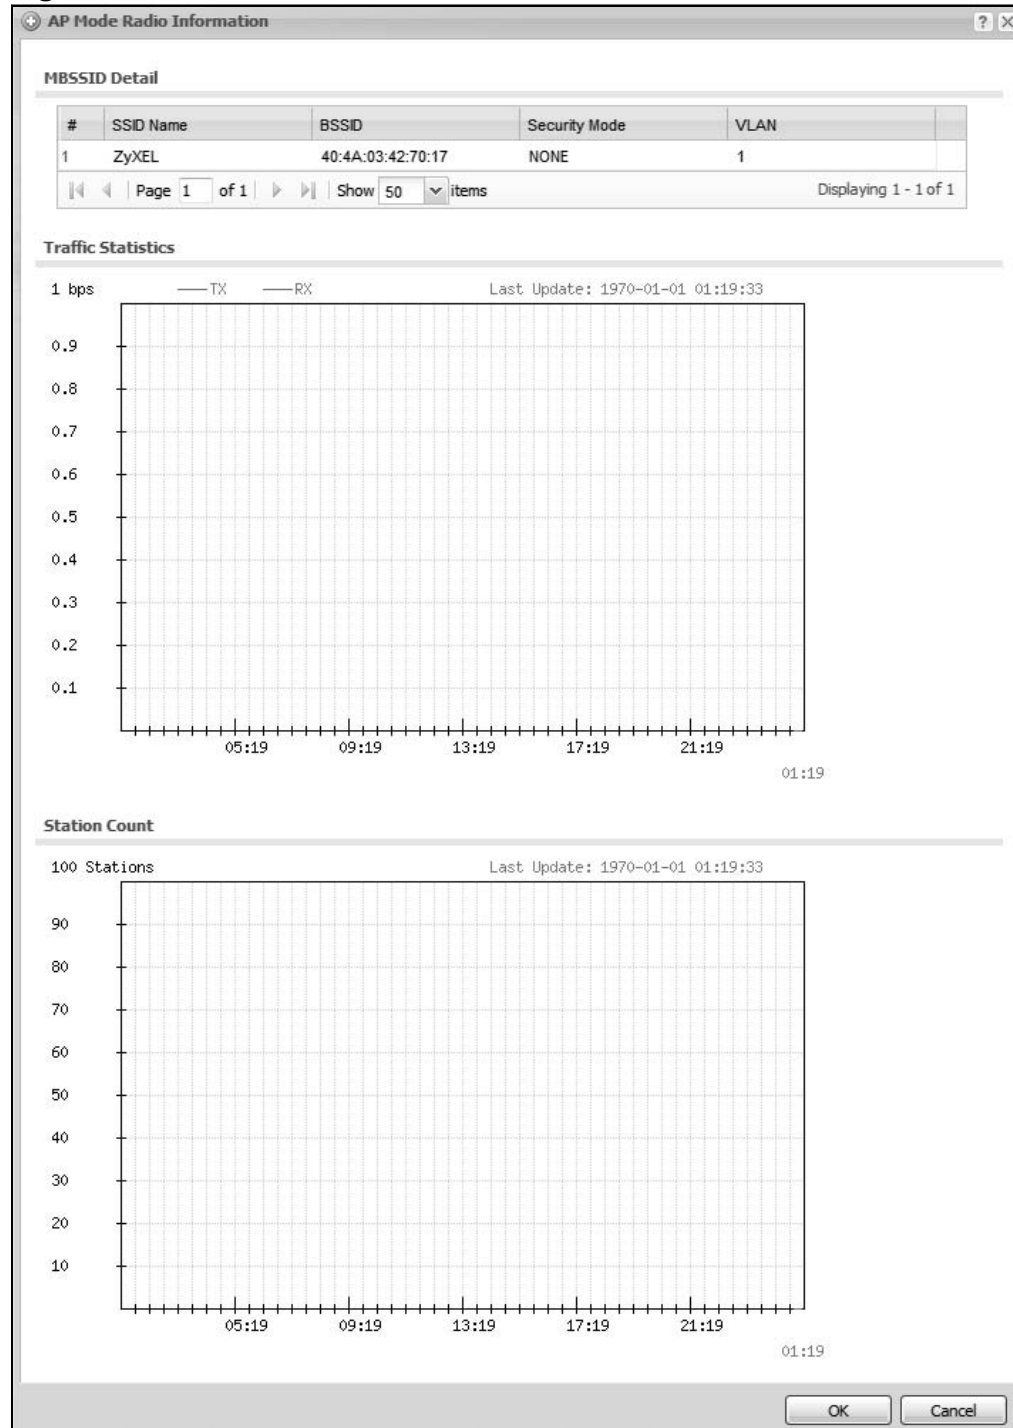 AP Mode Radio Information ? X
MBSSID Detail
# SSID Name BSSID Security Mode VLAN
1 ZyXEL 40:4A:03:42:70:17 NONE 1
Page 1 of 1 Show 50 items Displaying 1 - 1 of 1
Traffic Statistics
1 bps TX RX Last Update: 1970-01-01 01:19:33
0.9
0.8
0.7
0.6
0.5
0.4
0.3
0.2
0.1
05:19 09:19 13:19 17:19 21:19
01:19
Station Count
100 Stations Last Update: 1970-01-01 01:19:33
90
80
70
60
50
40
30
20
10
05:19 09:19 13:19 17:19 21:19
01:19
OK Cancel